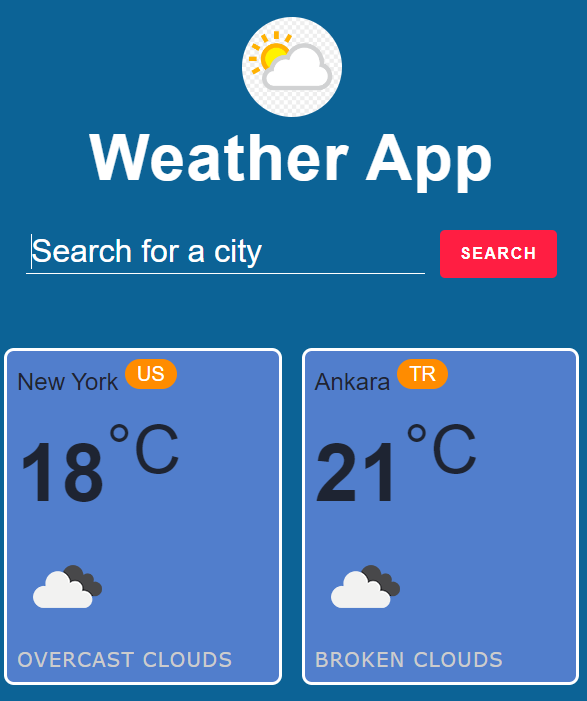 Weather App
Search for a city
SEARCH
New York US
18°C
OVERCAST CLOUDS
Ankara TR
21°C
BROKEN CLOUDS